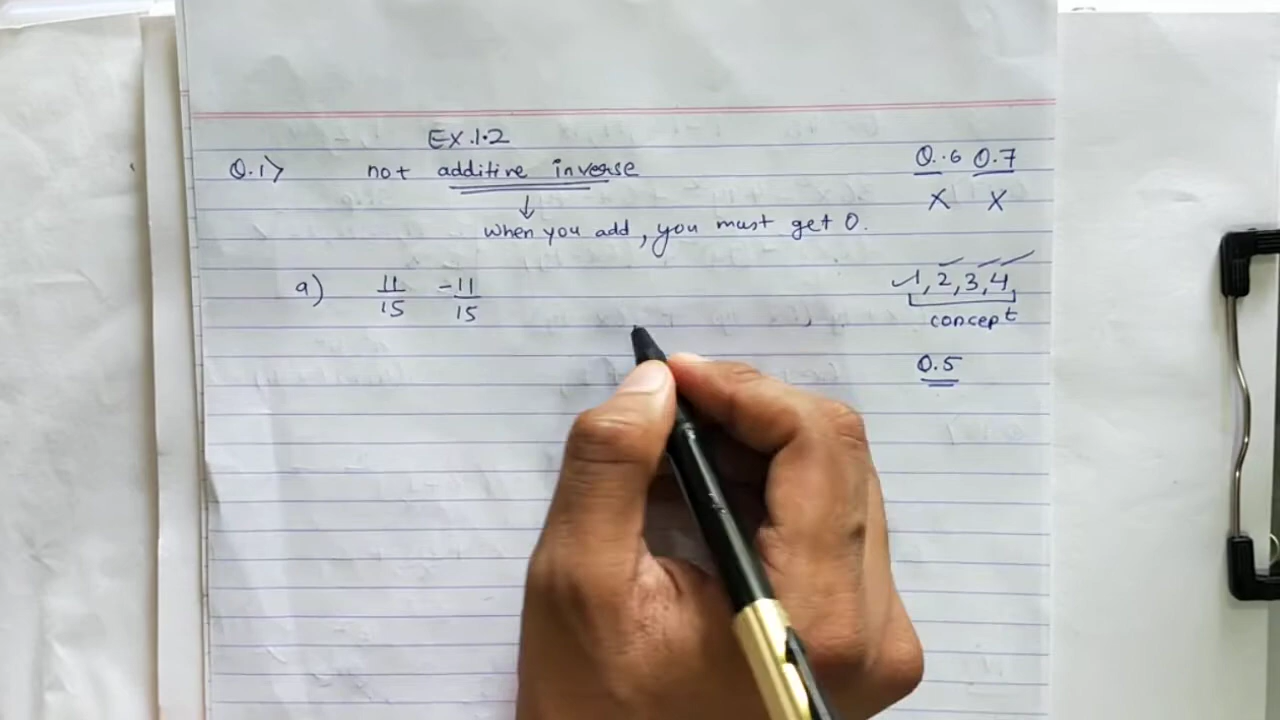 Ex.1.2
Q.1> not additive inverse
↓
when you add, you must get 0.
a) 11/15 -11/15
Q.6 Q.7
X X
1, 2, 3, 4,
concept
Q.5